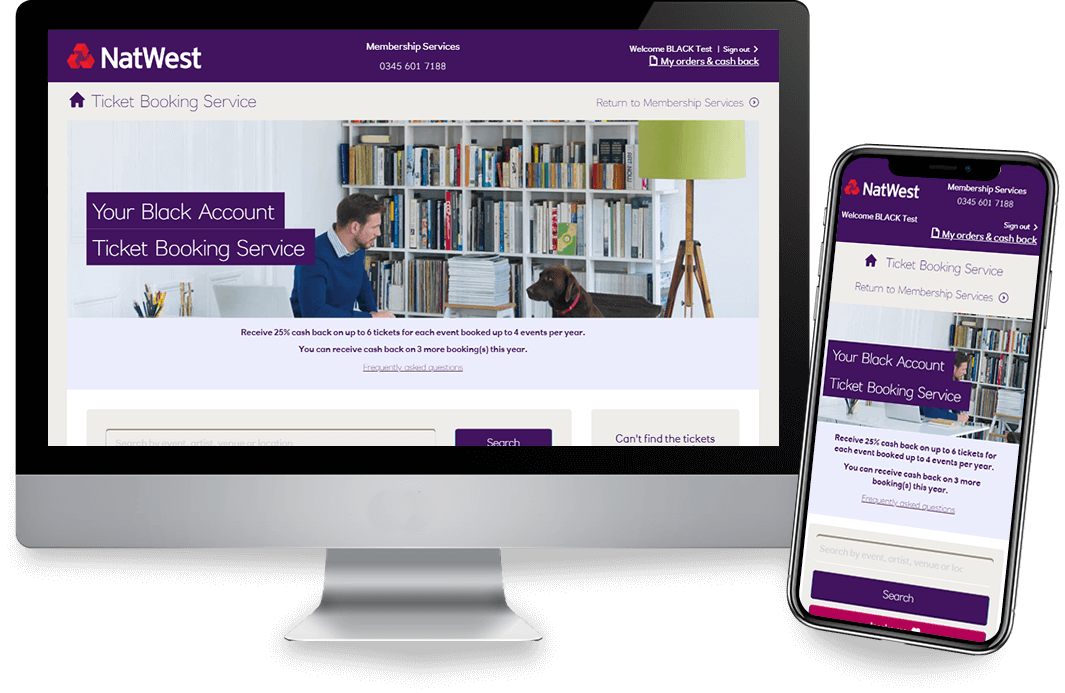 NatWest
Membership Services
0345 601 7188
Welcome BLACK Test | Sign out
My orders & cash back
Ticket Booking Service
Return to Membership Services
Your Black Account
Ticket Booking Service
Receive 25% cash back on up to 6 tickets for each event booked up to 4 events per year.
You can receive cash back on 3 more booking(s) this year.
Frequently asked questions
Search by event, artist, venue or location
Search
Can't find the tickets
NatWest
Membership Services
0345 601 7188
Welcome BLACK Test
Sign out
My orders & cash back
Ticket Booking Service
Return to Membership Services
Your Black Account
Ticket Booking Service
Receive 25% cash back on up to 6 tickets for
each event booked up to 4 events per year.
You can receive cash back on 3 more
booking(s) this year.
Frequently asked questions
Search by event, artist, venue or loc
Search